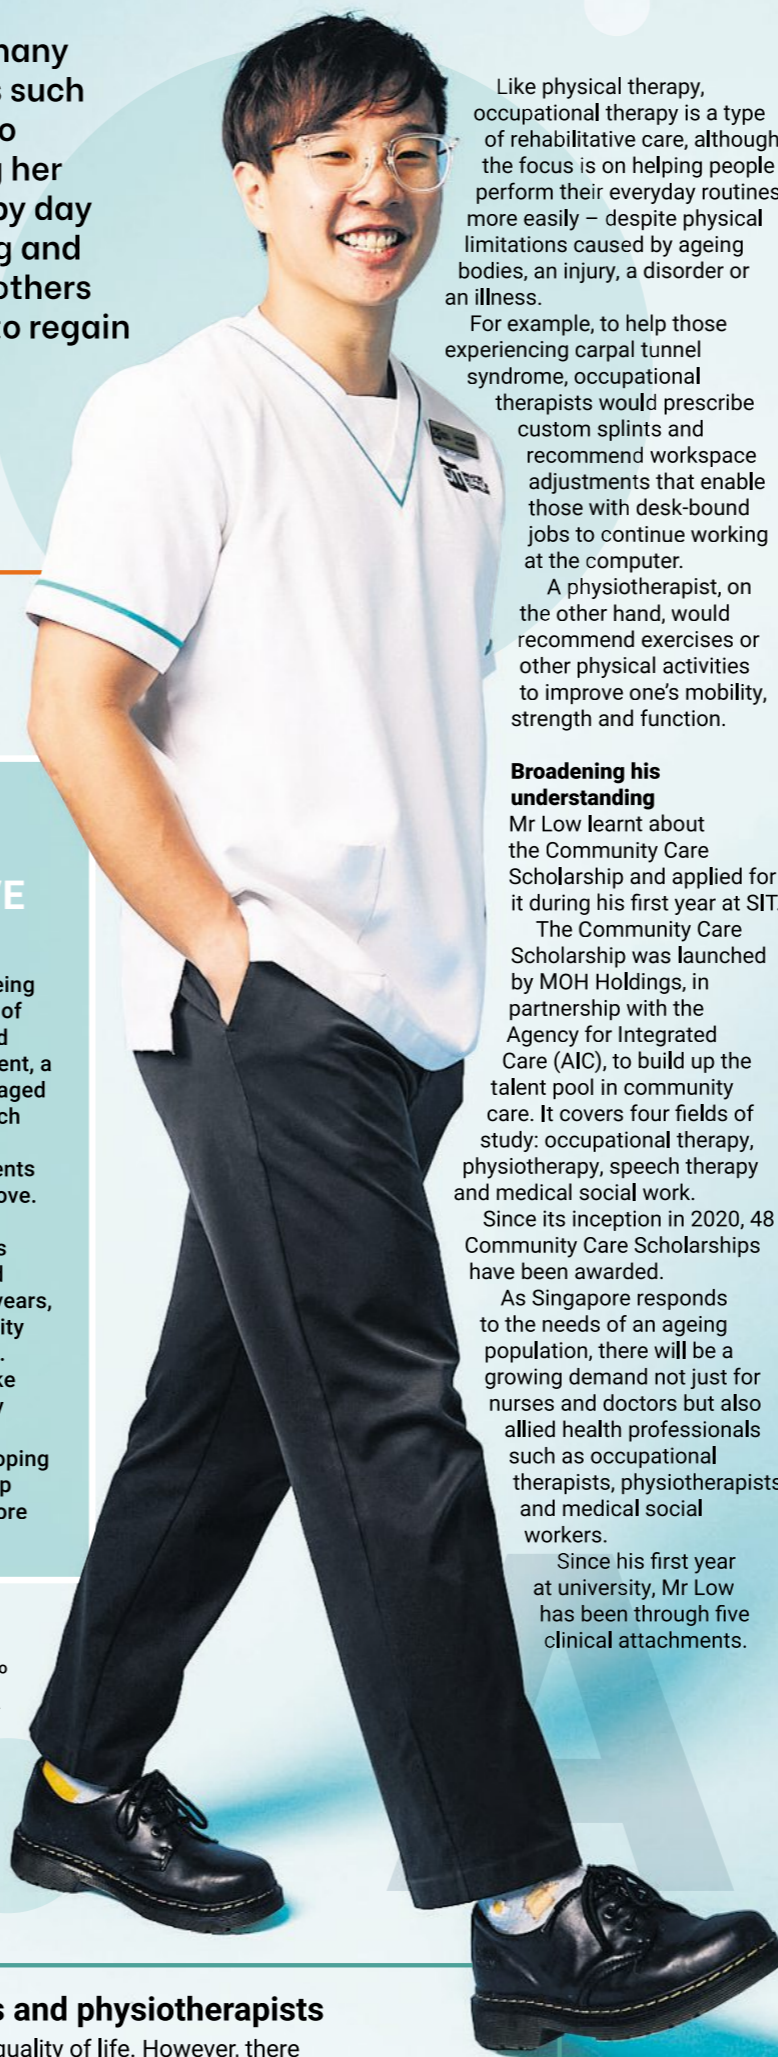 many
such
o
her
by day
g and
others
to regain
Like physical therapy,
occupational therapy is a type
of rehabilitative care, although
the focus is on helping people
perform their everyday routines
more easily – despite physical
limitations caused by ageing
bodies, an injury, a disorder or
an illness.
For example, to help those
experiencing carpal tunnel
syndrome, occupational
therapists would prescribe
custom splints and
recommend workspace
adjustments that enable
those with desk-bound
jobs to continue working
at the computer.
A physiotherapist, on
the other hand, would
recommend exercises or
other physical activities
to improve one's mobility,
strength and function.
Broadening his
understanding
Mr Low learnt about
the Community Care
Scholarship and applied for
it during his first year at SIT.
The Community Care
Scholarship was launched
by MOH Holdings, in
partnership with the
Agency for Integrated
Care (AIC), to build up the
talent pool in community
care. It covers four fields of
study: occupational therapy,
physiotherapy, speech therapy
and medical social work.
Since its inception in 2020, 48
Community Care Scholarships
have been awarded.
As Singapore responds
to the needs of an ageing
population, there will be a
growing demand not just for
nurses and doctors but also
allied health professionals
such as occupational
therapists, physiotherapists
and medical social
workers.
Since his first year
at university, Mr Low
has been through five
clinical attachments.
E
eing
of
d
ent, a
aged
ch
ents
ove.
s
d
years,
ity
ke
y
oping
p
ore
o
A
s and physiotherapists
quality of life. However, there